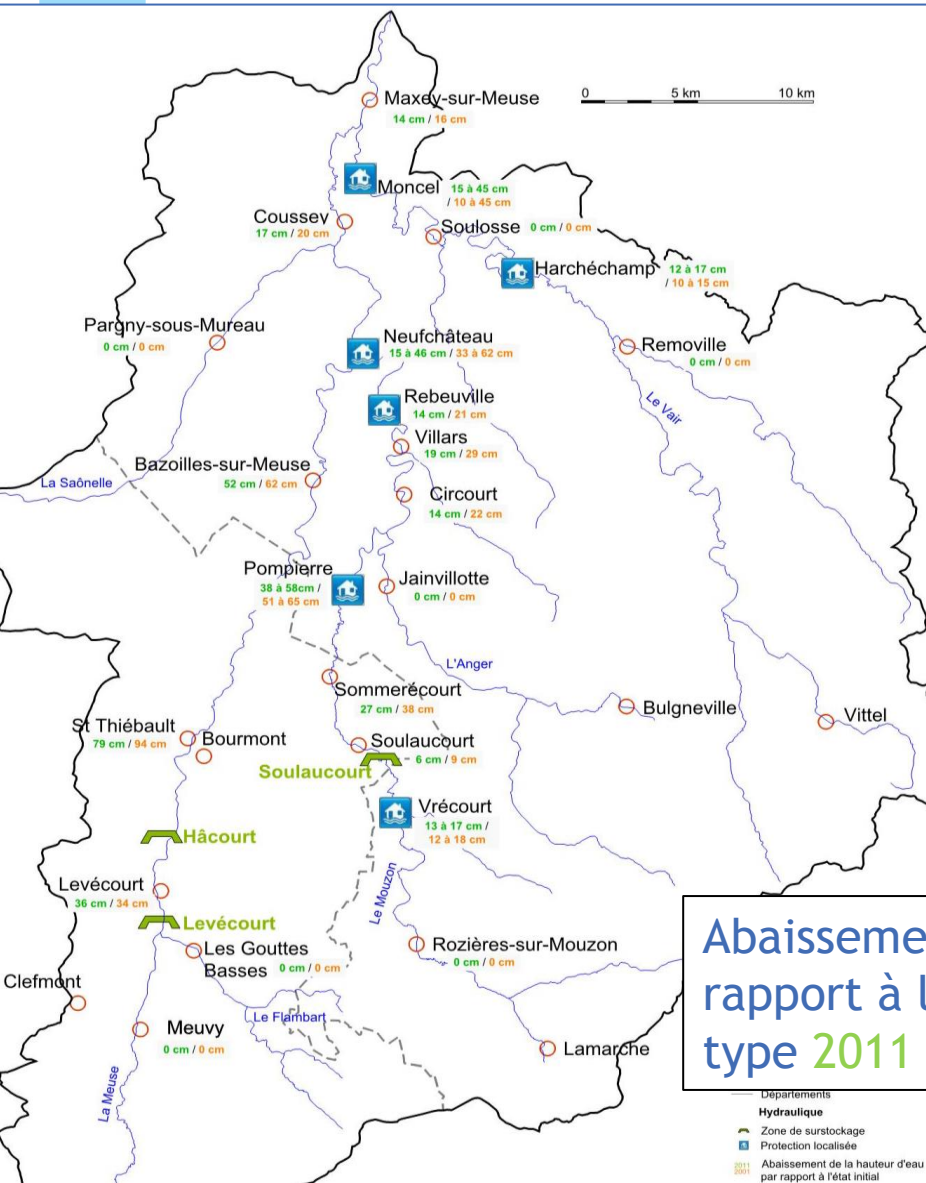 0 5 km 10 km
Maxey-sur-Meuse
14 cm / 16 cm
Moncel 15 à 45 cm
/ 10 à 45 cm
Coussey
17 cm / 20 cm
Soulosse 0 cm / 0 cm
Harchéchamp 12 à 17 cm
/ 10 à 15 cm
Pargny-sous-Mureau
0 cm / 0 cm
Neufchâteau
15 à 46 cm / 33 à 62 cm
Removille
0 cm / 0 cm
Rebeuville
14 cm / 21 cm
Le Vair
Villars
19 cm / 29 cm
Bazoilles-sur-Meuse
52 cm / 62 cm
La Saônelle
Circourt
14 cm / 22 cm
Pompierre
38 à 58cm /
51 à 65 cm
Jainvillotte
0 cm / 0 cm
L'Anger
Sommerécourt
27 cm / 38 cm
Bulgneville
Vittel
St Thiébault
79 cm / 94 cm
Bourmont
Soulaucourt
6 cm / 9 cm
Soulaucourt
Vrécourt
13 à 17 cm /
12 à 18 cm
Hâcourt
Levécourt
36 cm / 34 cm
Le Mouzon
Levécourt
Les Gouttes
Basses 0 cm / 0 cm
Rozières-sur-Mouzon
0 cm / 0 cm
Clefmont
Le Flambart
Meuvy
0 cm / 0 cm
Lamarche
La Meuse
Abaisseme
rapport à l
type 2011
Départements
Hydraulique
Zone de surstockage
Protection localisée
2011
2001
Abaissement de la hauteur d'eau
par rapport à l'état initial